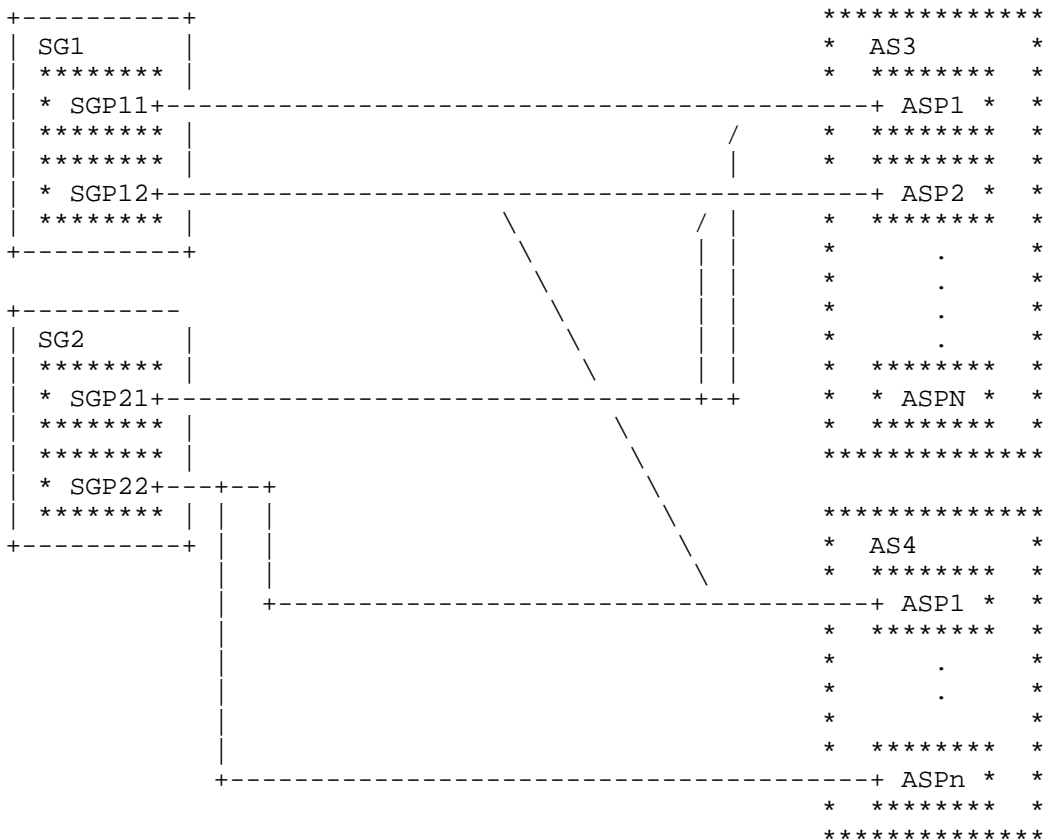 SG1 AS3
SGP11 ASP1
SGP12 ASP2
SG2
SGP21 ASPN
SGP22
AS4
ASP1
ASPn